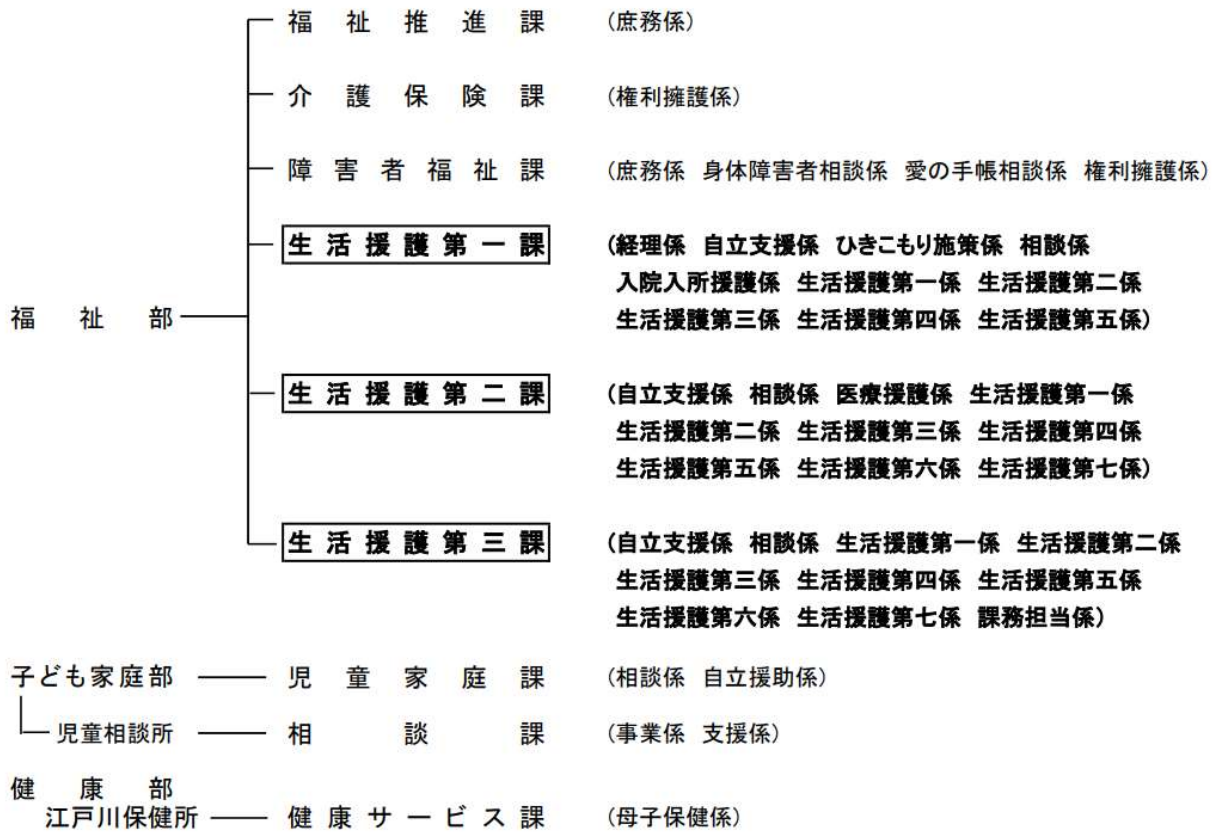 福祉推進課 (庶務係)
介護保険課 (権利擁護係)
障害者福祉課 (庶務係 身体障害者相談係 愛の手帳相談係 権利擁護係)
生活援護第一課 (経理係 自立支援係 ひきこもり施策係 相談係
入院入所援護係 生活援護第一係 生活援護第二係
福祉部 生活援護第三係 生活援護第四係 生活援護第五係)
生活援護第二課 (自立支援係 相談係 医療援護係 生活援護第一係
生活援護第二係 生活援護第三係 生活援護第四係
生活援護第五係 生活援護第六係 生活援護第七係)
生活援護第三課 (自立支援係 相談係 生活援護第一係 生活援護第二係
生活援護第三係 生活援護第四係 生活援護第五係
生活援護第六係 生活援護第七係 課務担当係)
子ども家庭部 児童家庭課 (相談係 自立援助係)
児童相談所 相談課 (事業係 支援係)
健康部
江戸川保健所 健康サービス課 (母子保健係)